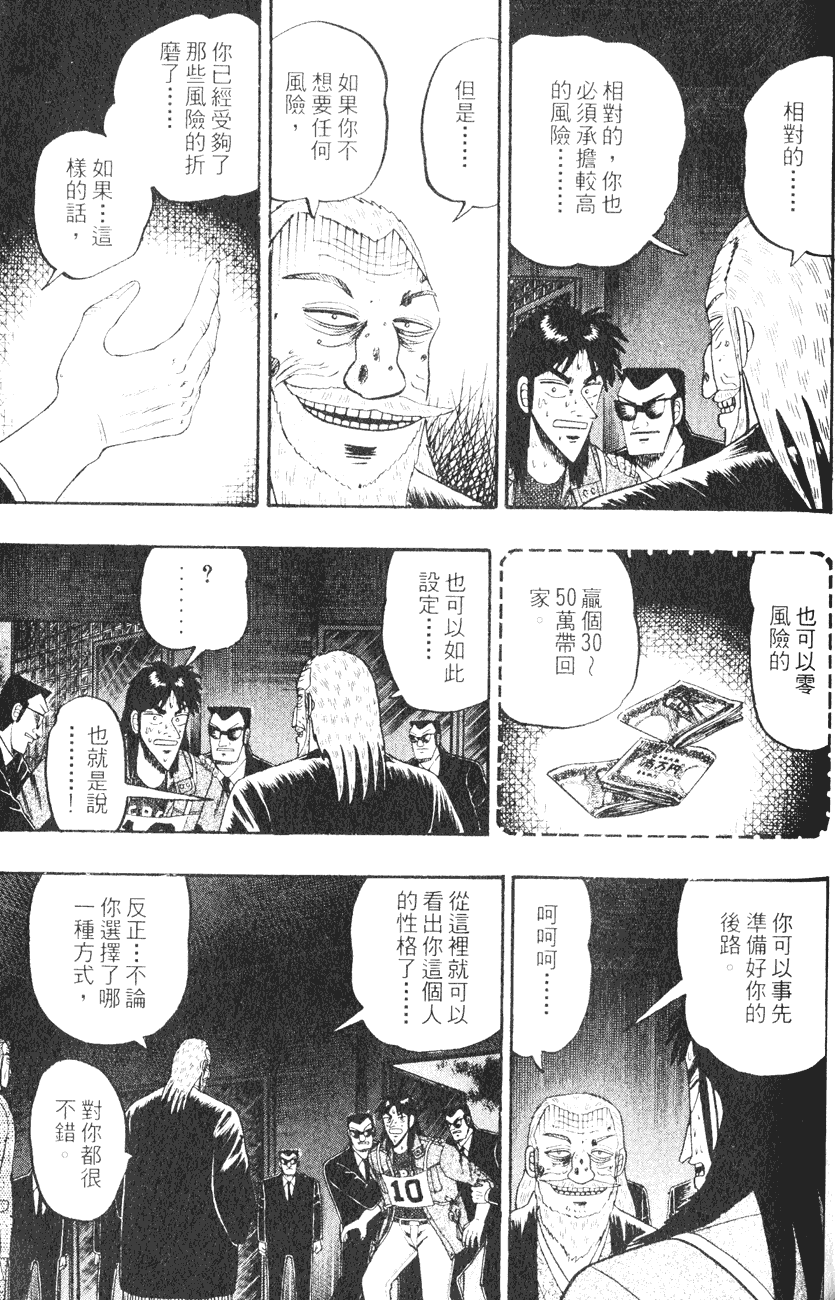 相對的……
相對的，你也
必須承擔較高
的風險………
但是……
如果你不
想要任何
風險，
你已經受夠了
那些風險的折
磨了……
如果…這
樣的話，
也可以零
風險的
贏個30～
50萬帶回
家。
也可以如此
設定……
？
……
也就是說
………！
你可以事先
準備好你的
後路。
呵呵呵……
從這裡就可以
看出你這個人
的性格了……
反正…不論
你選擇了哪
一種方式，
對你都很
不錯。
10